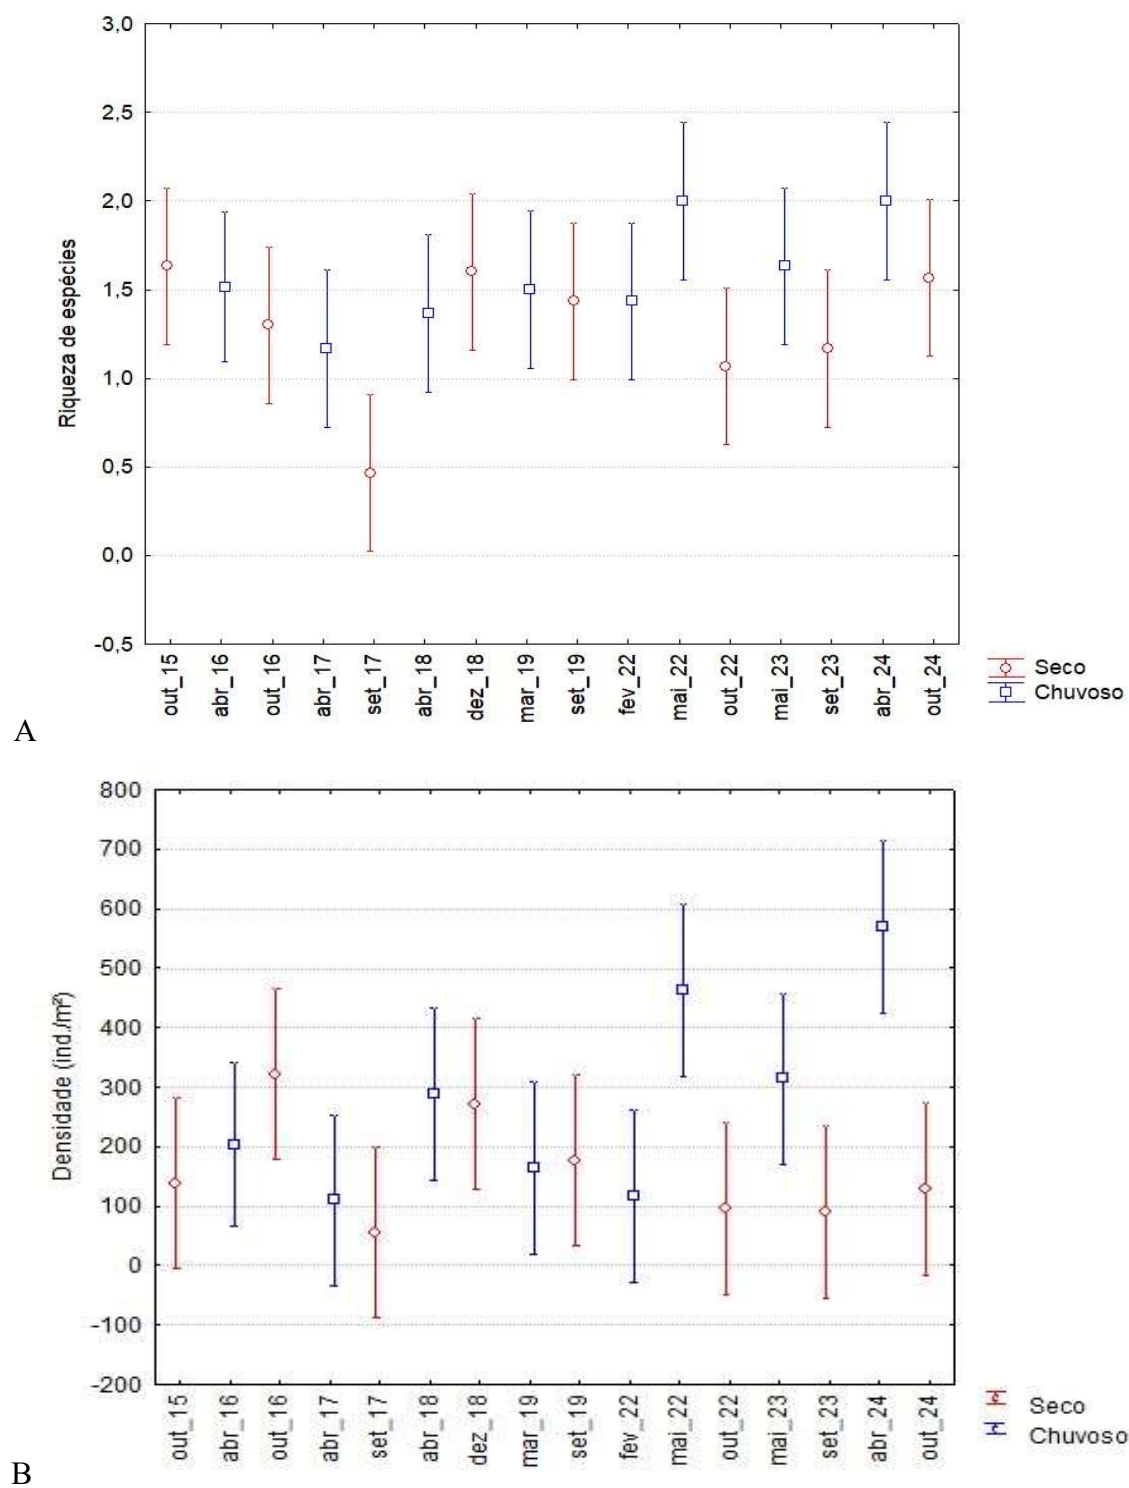 3,0
2,5
2,0
1,5
1,0
0,5
0,0
-0,5
Riqueza de espécies
out_15
abr_16
out_16
abr_17
set_17
abr_18
dez_18
mar_19
set_19
fev_22
mai_22
out_22
mai_23
set_23
abr_24
out_24
Seco
Chuvoso
A
800
700
600
500
400
300
200
100
0
-100
-200
Densidade (ind./m²)
out_15
abr_16
out_16
abr_17
set_17
abr_18
dez_18
mar_19
set_19
fev_22
mai_22
out_22
mai_23
set_23
abr_24
out_24
Seco
Chuvoso
B